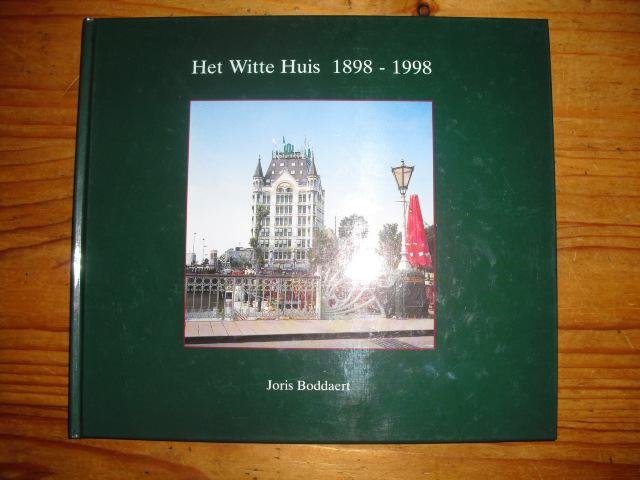 Het Witte Huis 1898 - 1998
Joris Boddaert